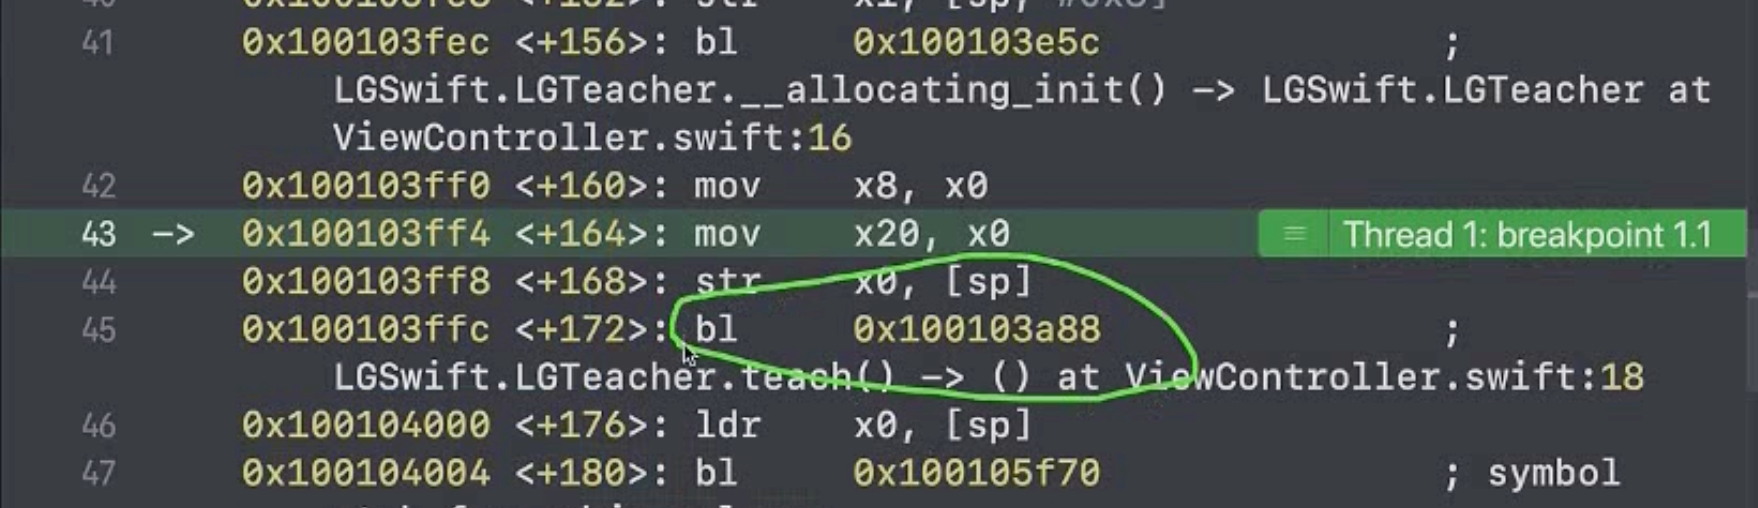 41 0x100103fec <+156>: bl 0x100103e5c ;
LGSwift.LGTeacher.__allocating_init() -> LGSwift.LGTeacher at
ViewController.swift:16
42 0x100103ff0 <+160>: mov x8, x0
43 -> 0x100103ff4 <+164>: mov x20, x0 Thread 1: breakpoint 1.1
44 0x100103ff8 <+168>: str x0, [sp]
45 0x100103ffc <+172>: bl 0x100103a88 ;
LGSwift.LGTeacher.teach() -> () at ViewController.swift:18
46 0x100104000 <+176>: ldr x0, [sp]
47 0x100104004 <+180>: bl 0x100105f70 ; symbol